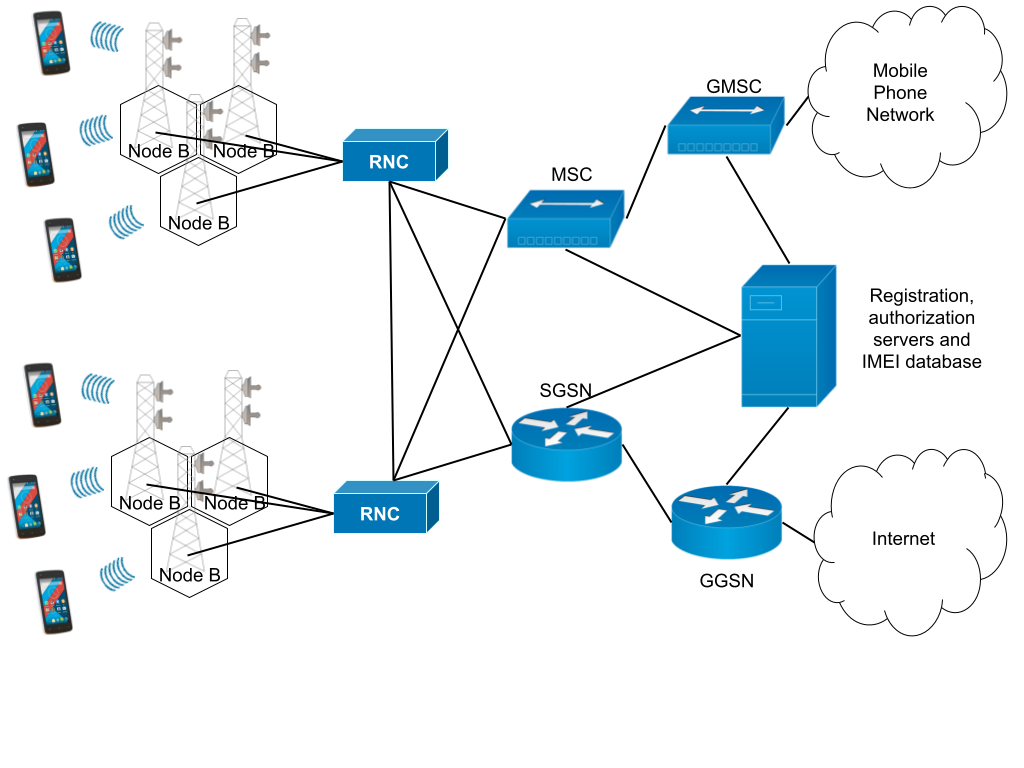 GMSC
Mobile
Phone
Network
Node B
Node B
RNC
MSC
Node B
Registration,
authorization
servers and
IMEI database
SGSN
Node B
Node B
RNC
Internet
Node B
GGSN